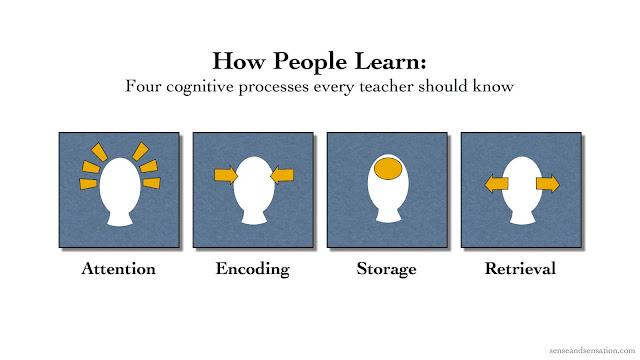 How People Learn:
Four cognitive processes every teacher should know
Attention
Encoding
Storage
Retrieval
senseandsensation.com